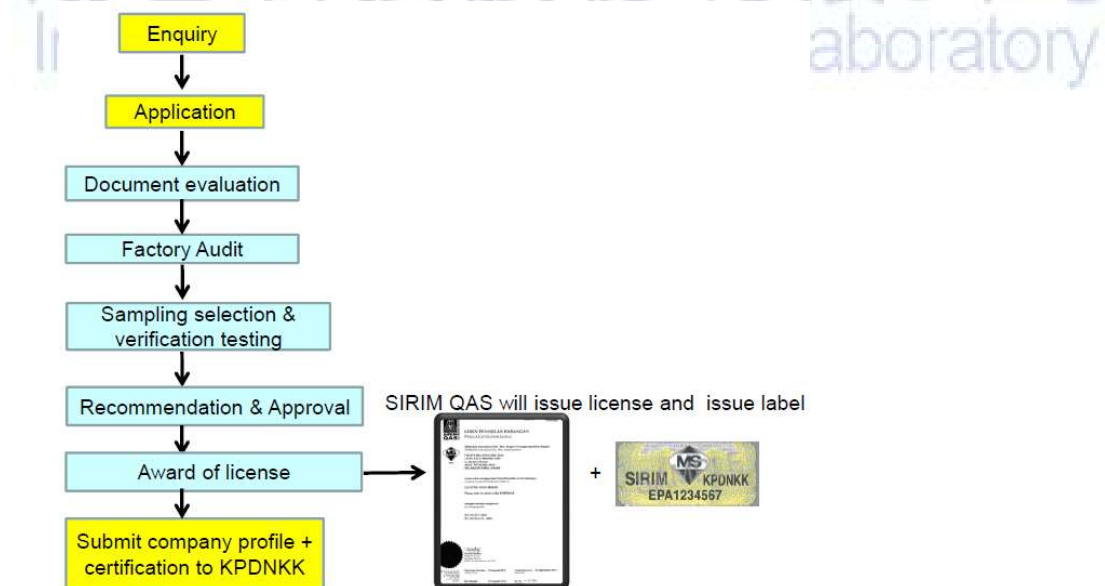 aboratory
Enquiry
Application
Document evaluation
Factory Audit
Sampling selection &
verification testing
Recommendation & Approval
SIRIM QAS will issue license and issue label
Award of license
+
MS
SIRIM KPDNKK
EPA1234567
Submit company profile +
certification to KPDNKK